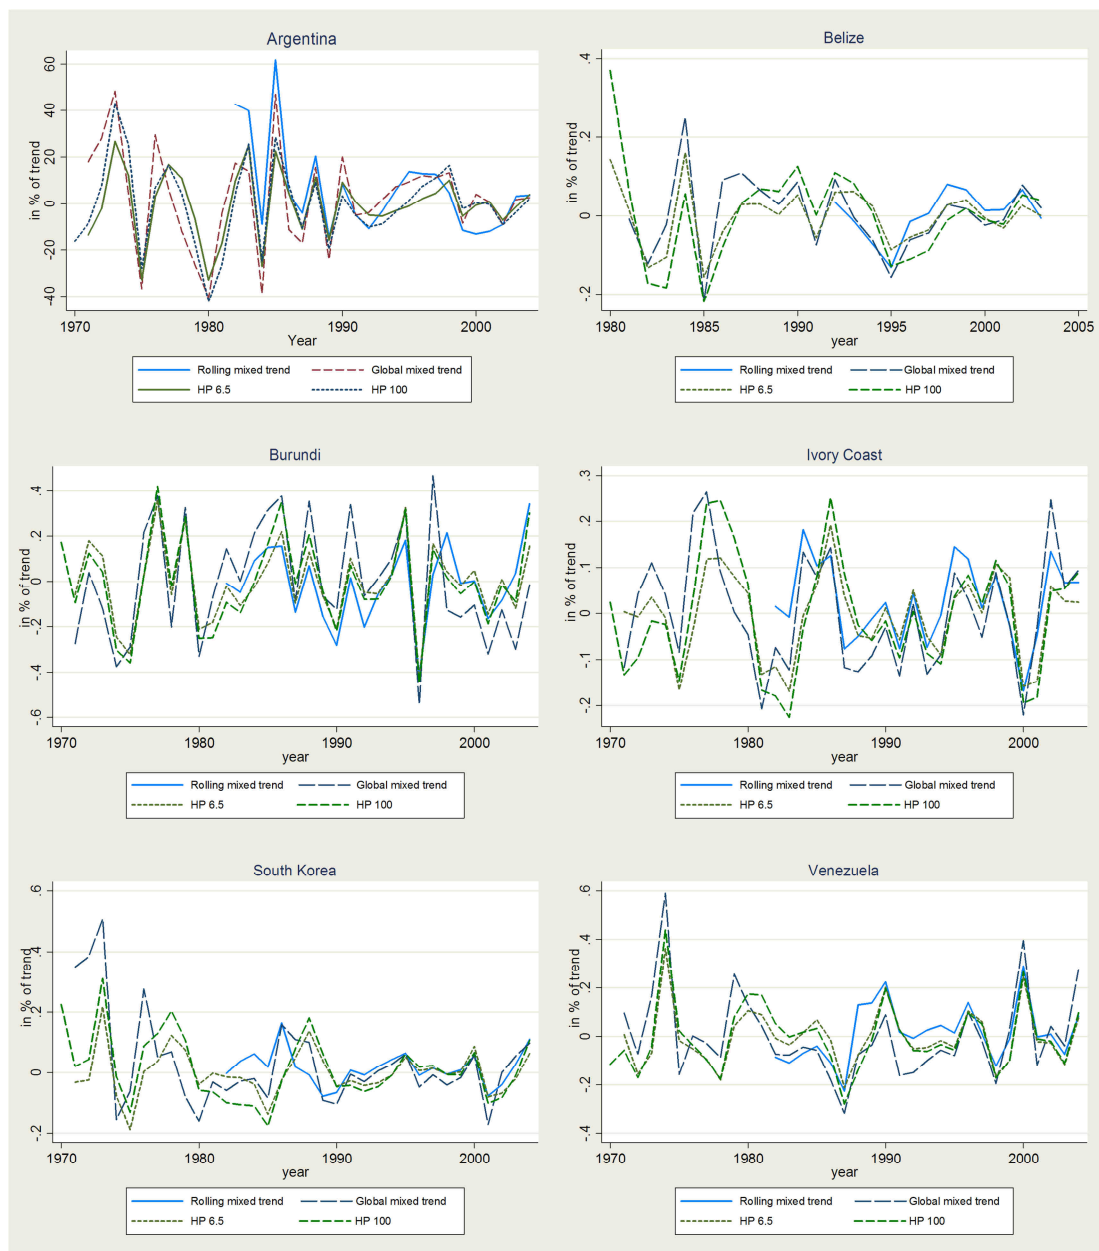 Argentina
in % of trend
60
40
20
0
-20
-40
1970
1980
1990
2000
Year
Rolling mixed trend
Global mixed trend
HP 6.5
HP 100
Belize
in % of trend
.4
.2
0
-.2
1980
1985
1990
1995
2000
2005
year
Rolling mixed trend
Global mixed trend
HP 6.5
HP 100
Burundi
in % of trend
.4
.2
0
-.2
-.4
-.6
1970
1980
1990
2000
year
Rolling mixed trend
Global mixed trend
HP 6.5
HP 100
Ivory Coast
in % of trend
.3
.2
.1
0
-.1
-.2
1970
1980
1990
2000
year
Rolling mixed trend
Global mixed trend
HP 6.5
HP 100
South Korea
in % of trend
.6
.4
.2
0
-.2
1970
1980
1990
2000
year
Rolling mixed trend
Global mixed trend
HP 6.5
HP 100
Venezuela
in % of trend
.6
.4
.2
0
-.2
-.4
1970
1980
1990
2000
year
Rolling mixed trend
Global mixed trend
HP 6.5
HP 100